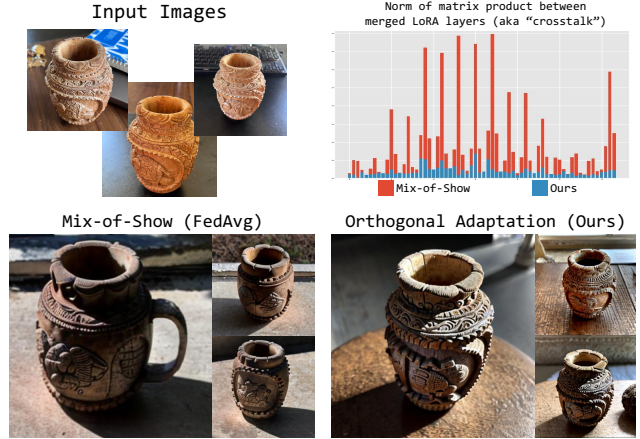 Input Images
Norm of matrix product between
merged LoRA layers (aka “crosstalk”)
Mix-of-Show
Ours
Mix-of-Show (FedAvg)
Orthogonal Adaptation (Ours)